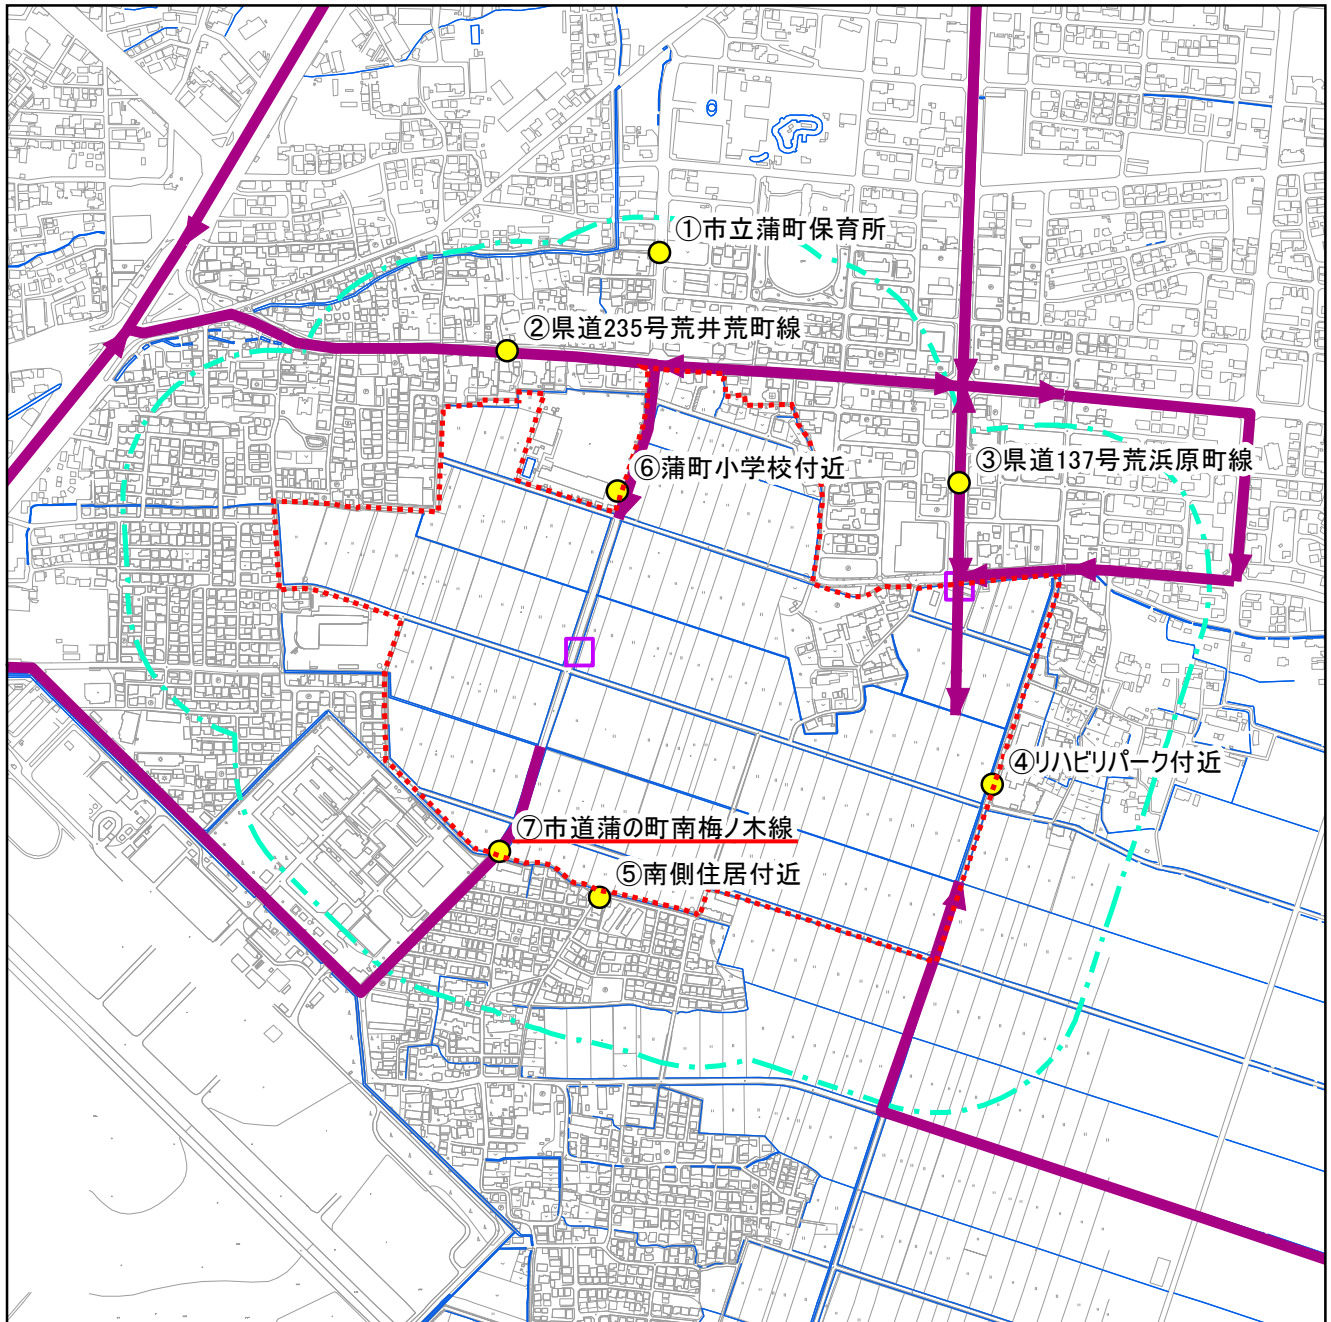 ①市立蒲町保育所
②県道235号荒井荒町線
③県道137号荒浜原町線
⑥蒲町小学校付近
④リハビリパーク付近
⑦市道蒲の町南梅ノ木線
⑤南側住居付近